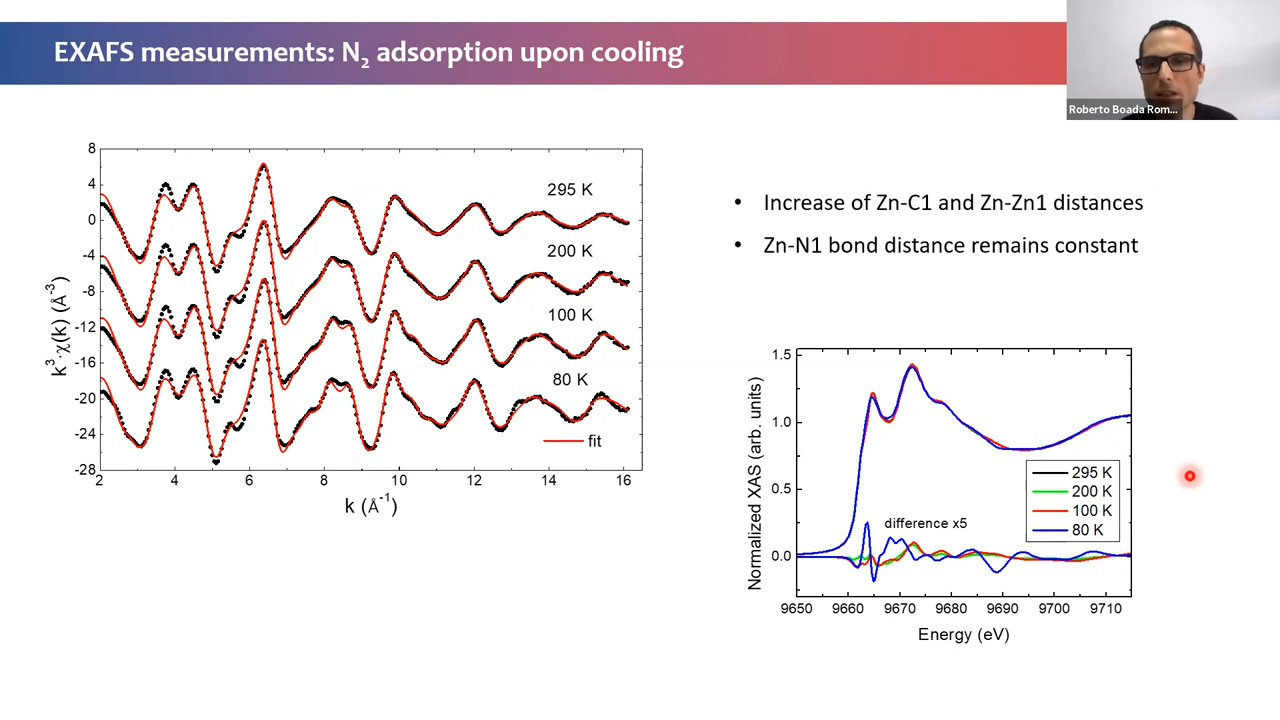 EXAFS measurements: N₂ adsorption upon cooling
Roberto Boada Rom...
8
4
0
-4
-8
-12
-16
-20
-24
-28
k³·χ(k) (Å⁻³)
295 K
200 K
100 K
80 K
fit
2
4
6
8
10
12
14
16
k (Å⁻¹)
• Increase of Zn-C1 and Zn-Zn1 distances
• Zn-N1 bond distance remains constant
1.5
1.0
0.5
0.0
Normalized XAS (arb. units)
295 K
200 K
100 K
80 K
difference x5
9650
9660
9670
9680
9690
9700
9710
Energy (eV)